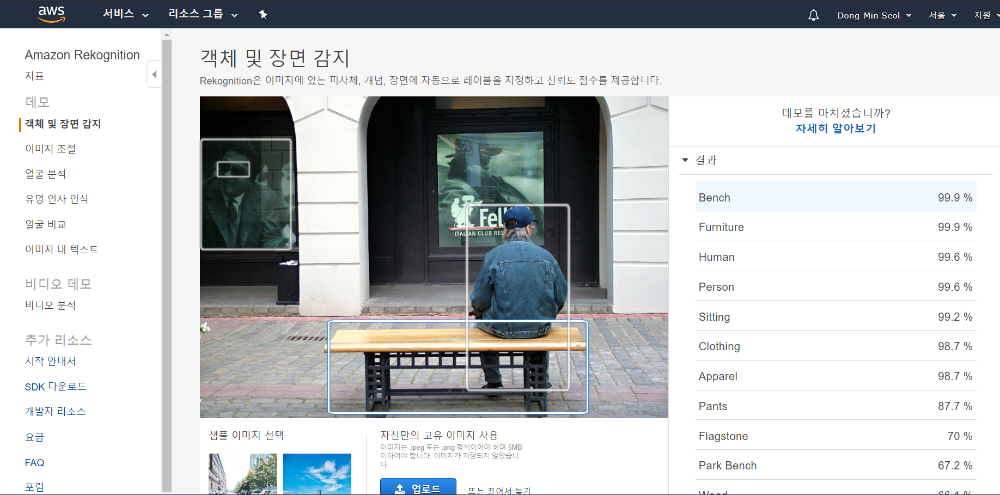 aws
서비스
리소스 그룹
Dong-Min Seol
서울
지원
Amazon Rekognition
지표
데모
객체 및 장면 감지
이미지 조절
얼굴 분석
유명 인사 인식
얼굴 비교
이미지 내 텍스트
비디오 데모
비디오 분석
추가 리소스
시작 안내서
SDK 다운로드
개발자 리소스
요금
FAQ
포럼
객체 및 장면 감지
Rekognition은 이미지에 있는 피사체, 개념, 장면에 자동으로 레이블을 지정하고 신뢰도 점수를 제공합니다.
Fel
ITALIAN CLUB RES
샘플 이미지 선택
자신만의 고유 이미지 사용
이미지는 .jpeg 또는 .png 형식이어야 하며 5MB
이하여야 합니다. 이미지가 저장되지 않았습니
다.
업로드
또는 끌어서 놓기
데모를 마치셨습니까?
자세히 알아보기
결과
Bench 99.9 %
Furniture 99.9 %
Human 99.6 %
Person 99.6 %
Sitting 99.2 %
Clothing 98.7 %
Apparel 98.7 %
Pants 87.7 %
Flagstone 70 %
Park Bench 67.2 %
Wood 66.1 %